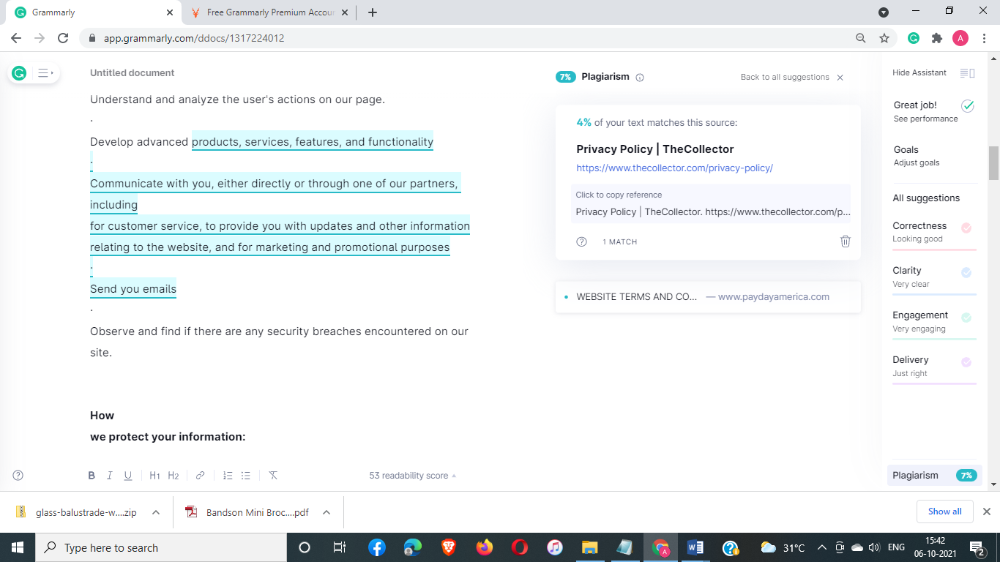 Grammarly
Free Grammarly Premium Accou
app.grammarly.com/ddocs/1317224012
A
Untitled document
Understand and analyze the user's actions on our page.
.
Develop advanced products, services, features, and functionality
.
Communicate with you, either directly or through one of our partners,
including
for customer service, to provide you with updates and other information
relating to the website, and for marketing and promotional purposes
.
Send you emails
.
Observe and find if there are any security breaches encountered on our
site.
How
we protect your information:
B I U H1 H2
53 readability score
7% Plagiarism
Back to all suggestions
4% of your text matches this source:
Privacy Policy | TheCollector
https://www.thecollector.com/privacy-policy/
Click to copy reference
Privacy Policy | TheCollector. https://www.thecollector.com/p...
1 MATCH
WEBSITE TERMS AND CO... — www.paydayamerica.com
Hide Assistant
Great job!
See performance
Goals
Adjust goals
All suggestions
Correctness
Looking good
Clarity
Very clear
Engagement
Very engaging
Delivery
Just right
Plagiarism 7%
glass-balustrade-w....zip
Bandson Mini Broc....pdf
Show all
Type here to search
A
31°C
ENG
15:42
06-10-2021
2